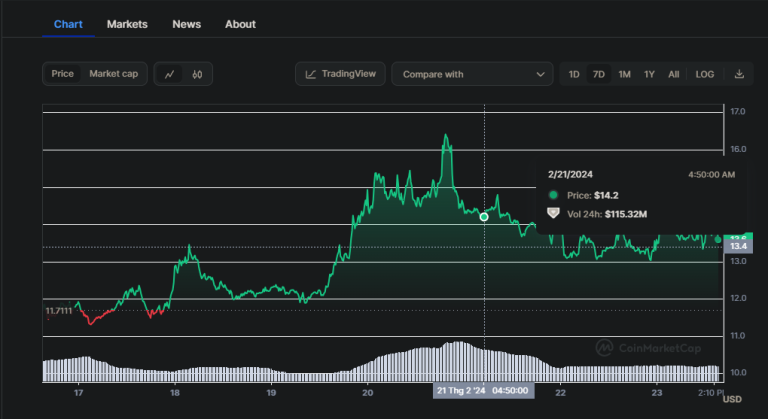 Chart Markets News About
Price Market cap TradingView Compare with 1D 7D 1M 1Y All LOG
17.0
16.0
2/21/2024 4:50:00 AM
Price: $14.2
Vol 24h: $115.32M
13.4
13.0
11.7111
12.0
11.0
CoinMarketCap
10.0
17 18 19 20 21 Thg 2 '24 04:50:00 22 23 2:10
USD